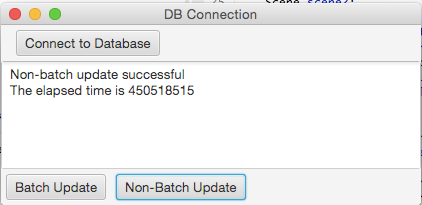 DB Connection
Connect to Database
Non-batch update successful
The elapsed time is 450518515
Batch Update
Non-Batch Update